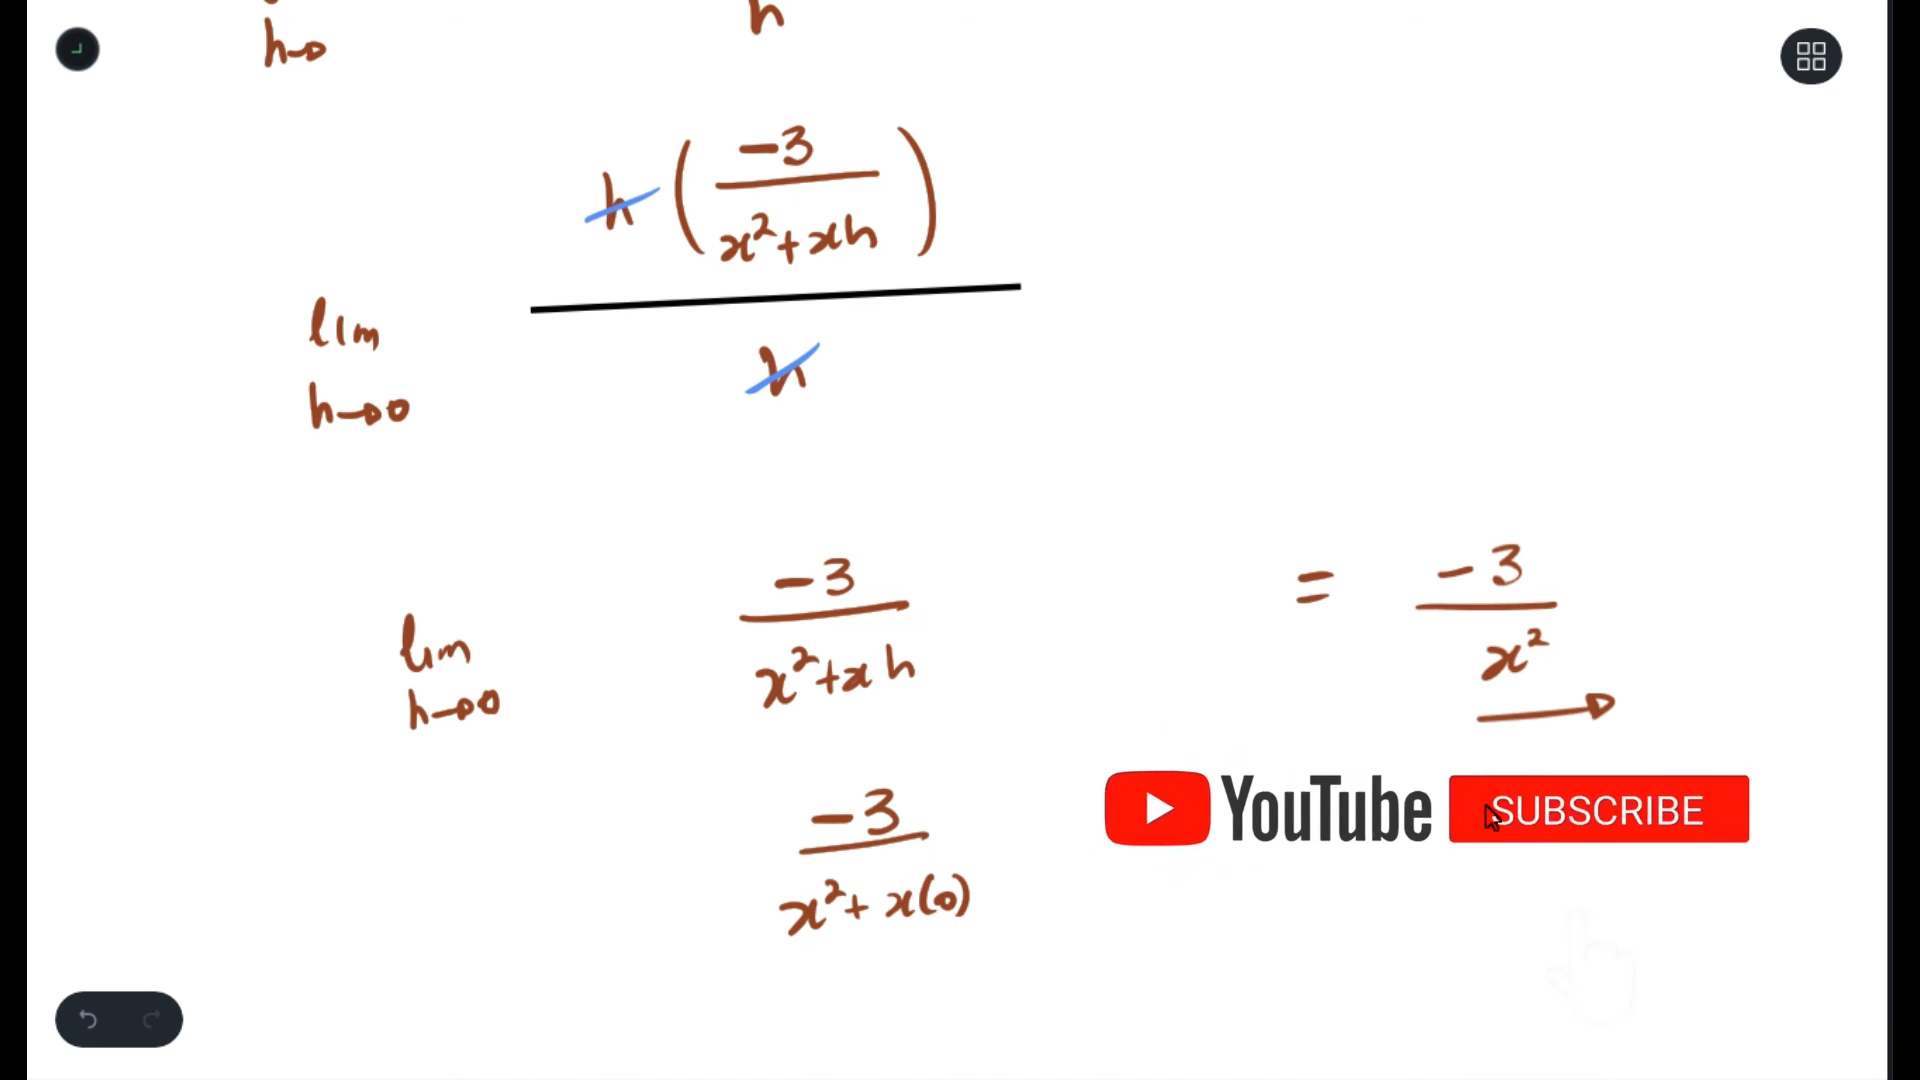 h
h→0
-3
h ( ) 
x²+xh
lim
h
h→0
-3
= -3
lim x²+xh x²
h→0
-3
YouTube SUBSCRIBE
x²+x(0)